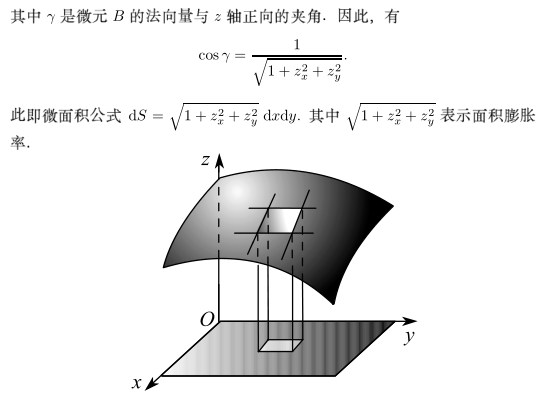 其中 γ 是微元 B 的法向量与 z 轴正向的夹角. 因此, 有
cos γ = 1 / √(1 + z_x^2 + z_y^2).
此即微面积公式 dS = √(1 + z_x^2 + z_y^2) dxdy. 其中 √(1 + z_x^2 + z_y^2) 表示面积膨胀
率.
z
O
y
x